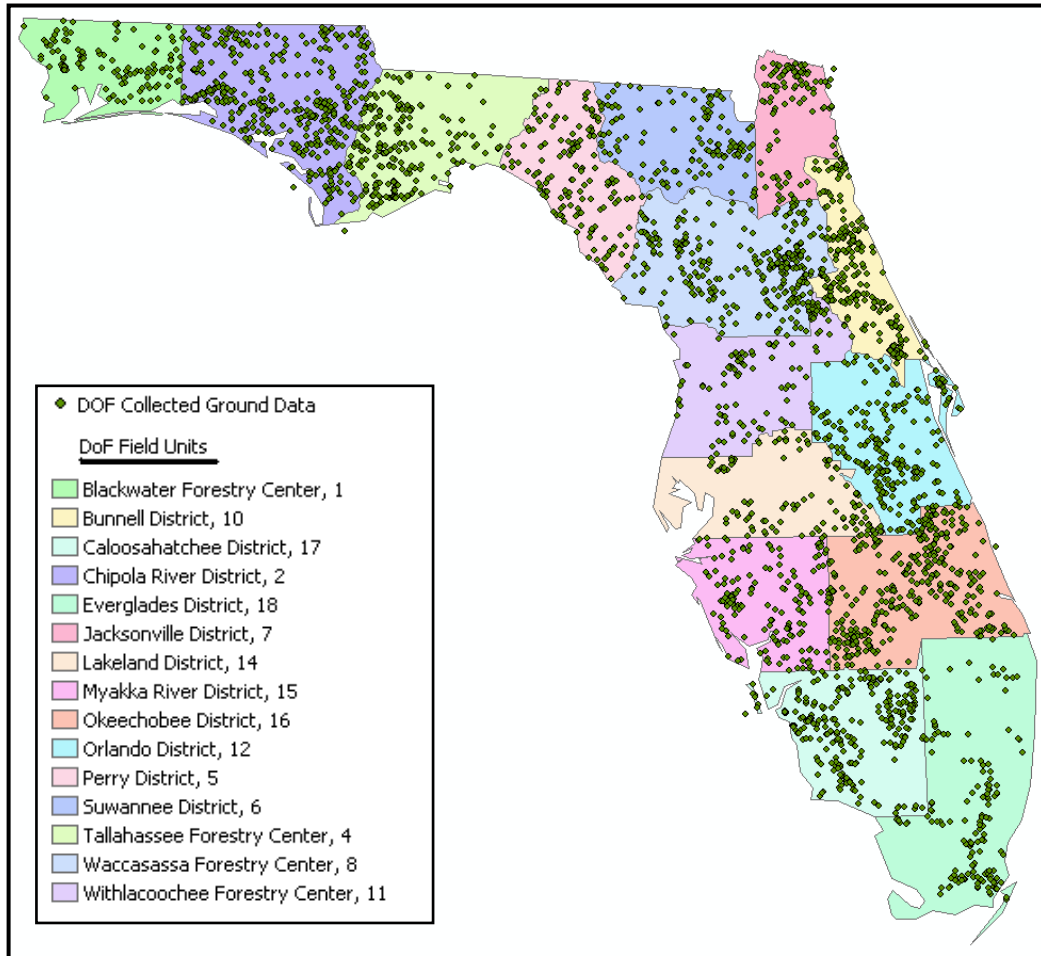 DOF Collected Ground Data
DoF Field Units
Blackwater Forestry Center, 1
Bunnell District, 10
Caloosahatchee District, 17
Chipola River District, 2
Everglades District, 18
Jacksonville District, 7
Lakeland District, 14
Myakka River District, 15
Okeechobee District, 16
Orlando District, 12
Perry District, 5
Suwannee District, 6
Tallahassee Forestry Center, 4
Waccasassa Forestry Center, 8
Withlacoochee Forestry Center, 11